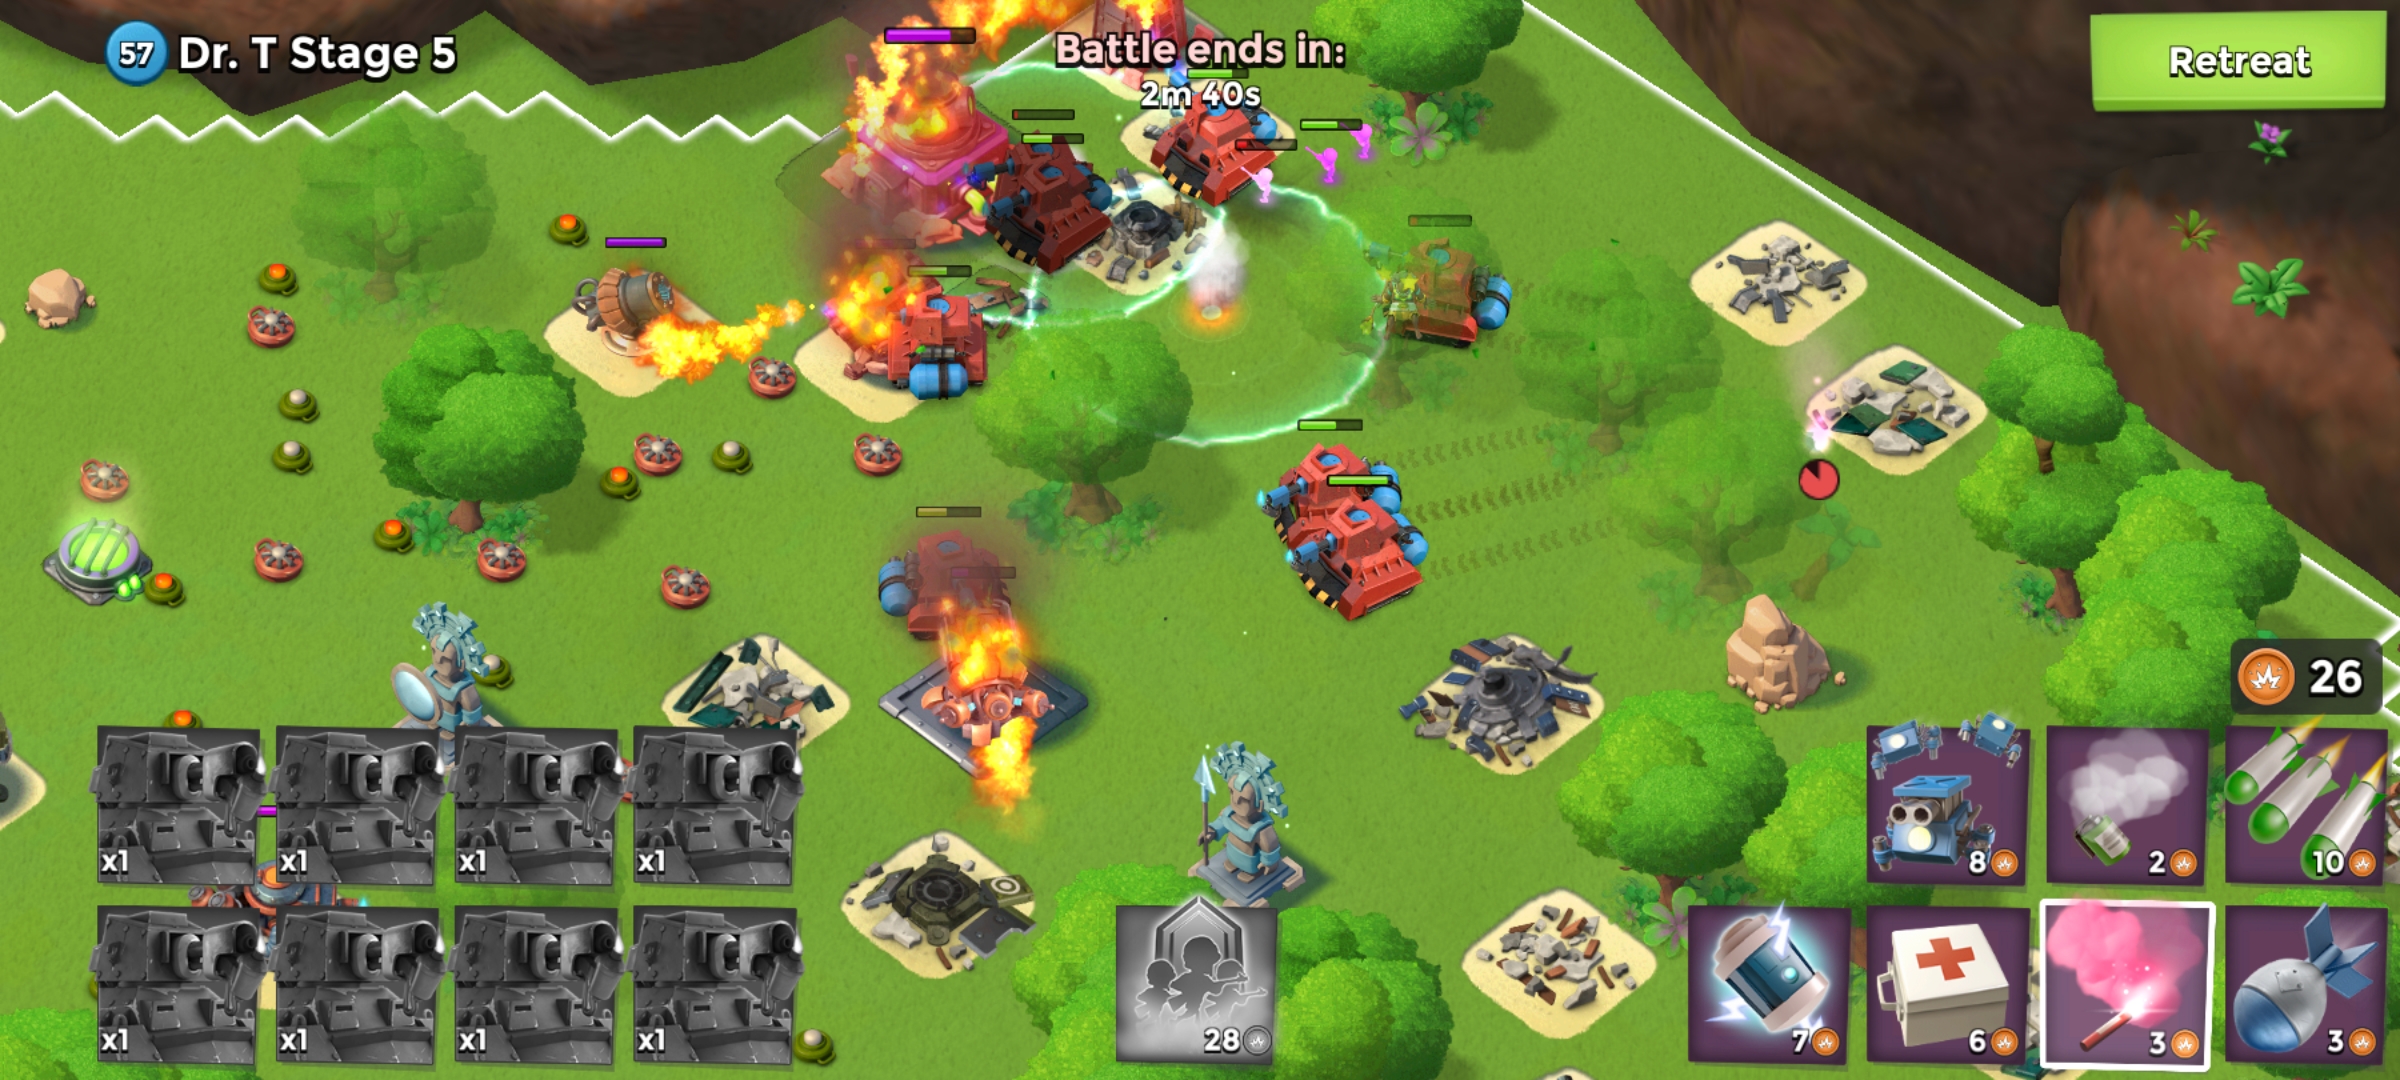 57 Dr. T Stage 5
Battle ends in:
2m 40s
Retreat
26
x1 x1 x1 x1
8 2 10
x1 x1 x1 x1
28
7 6 3 3